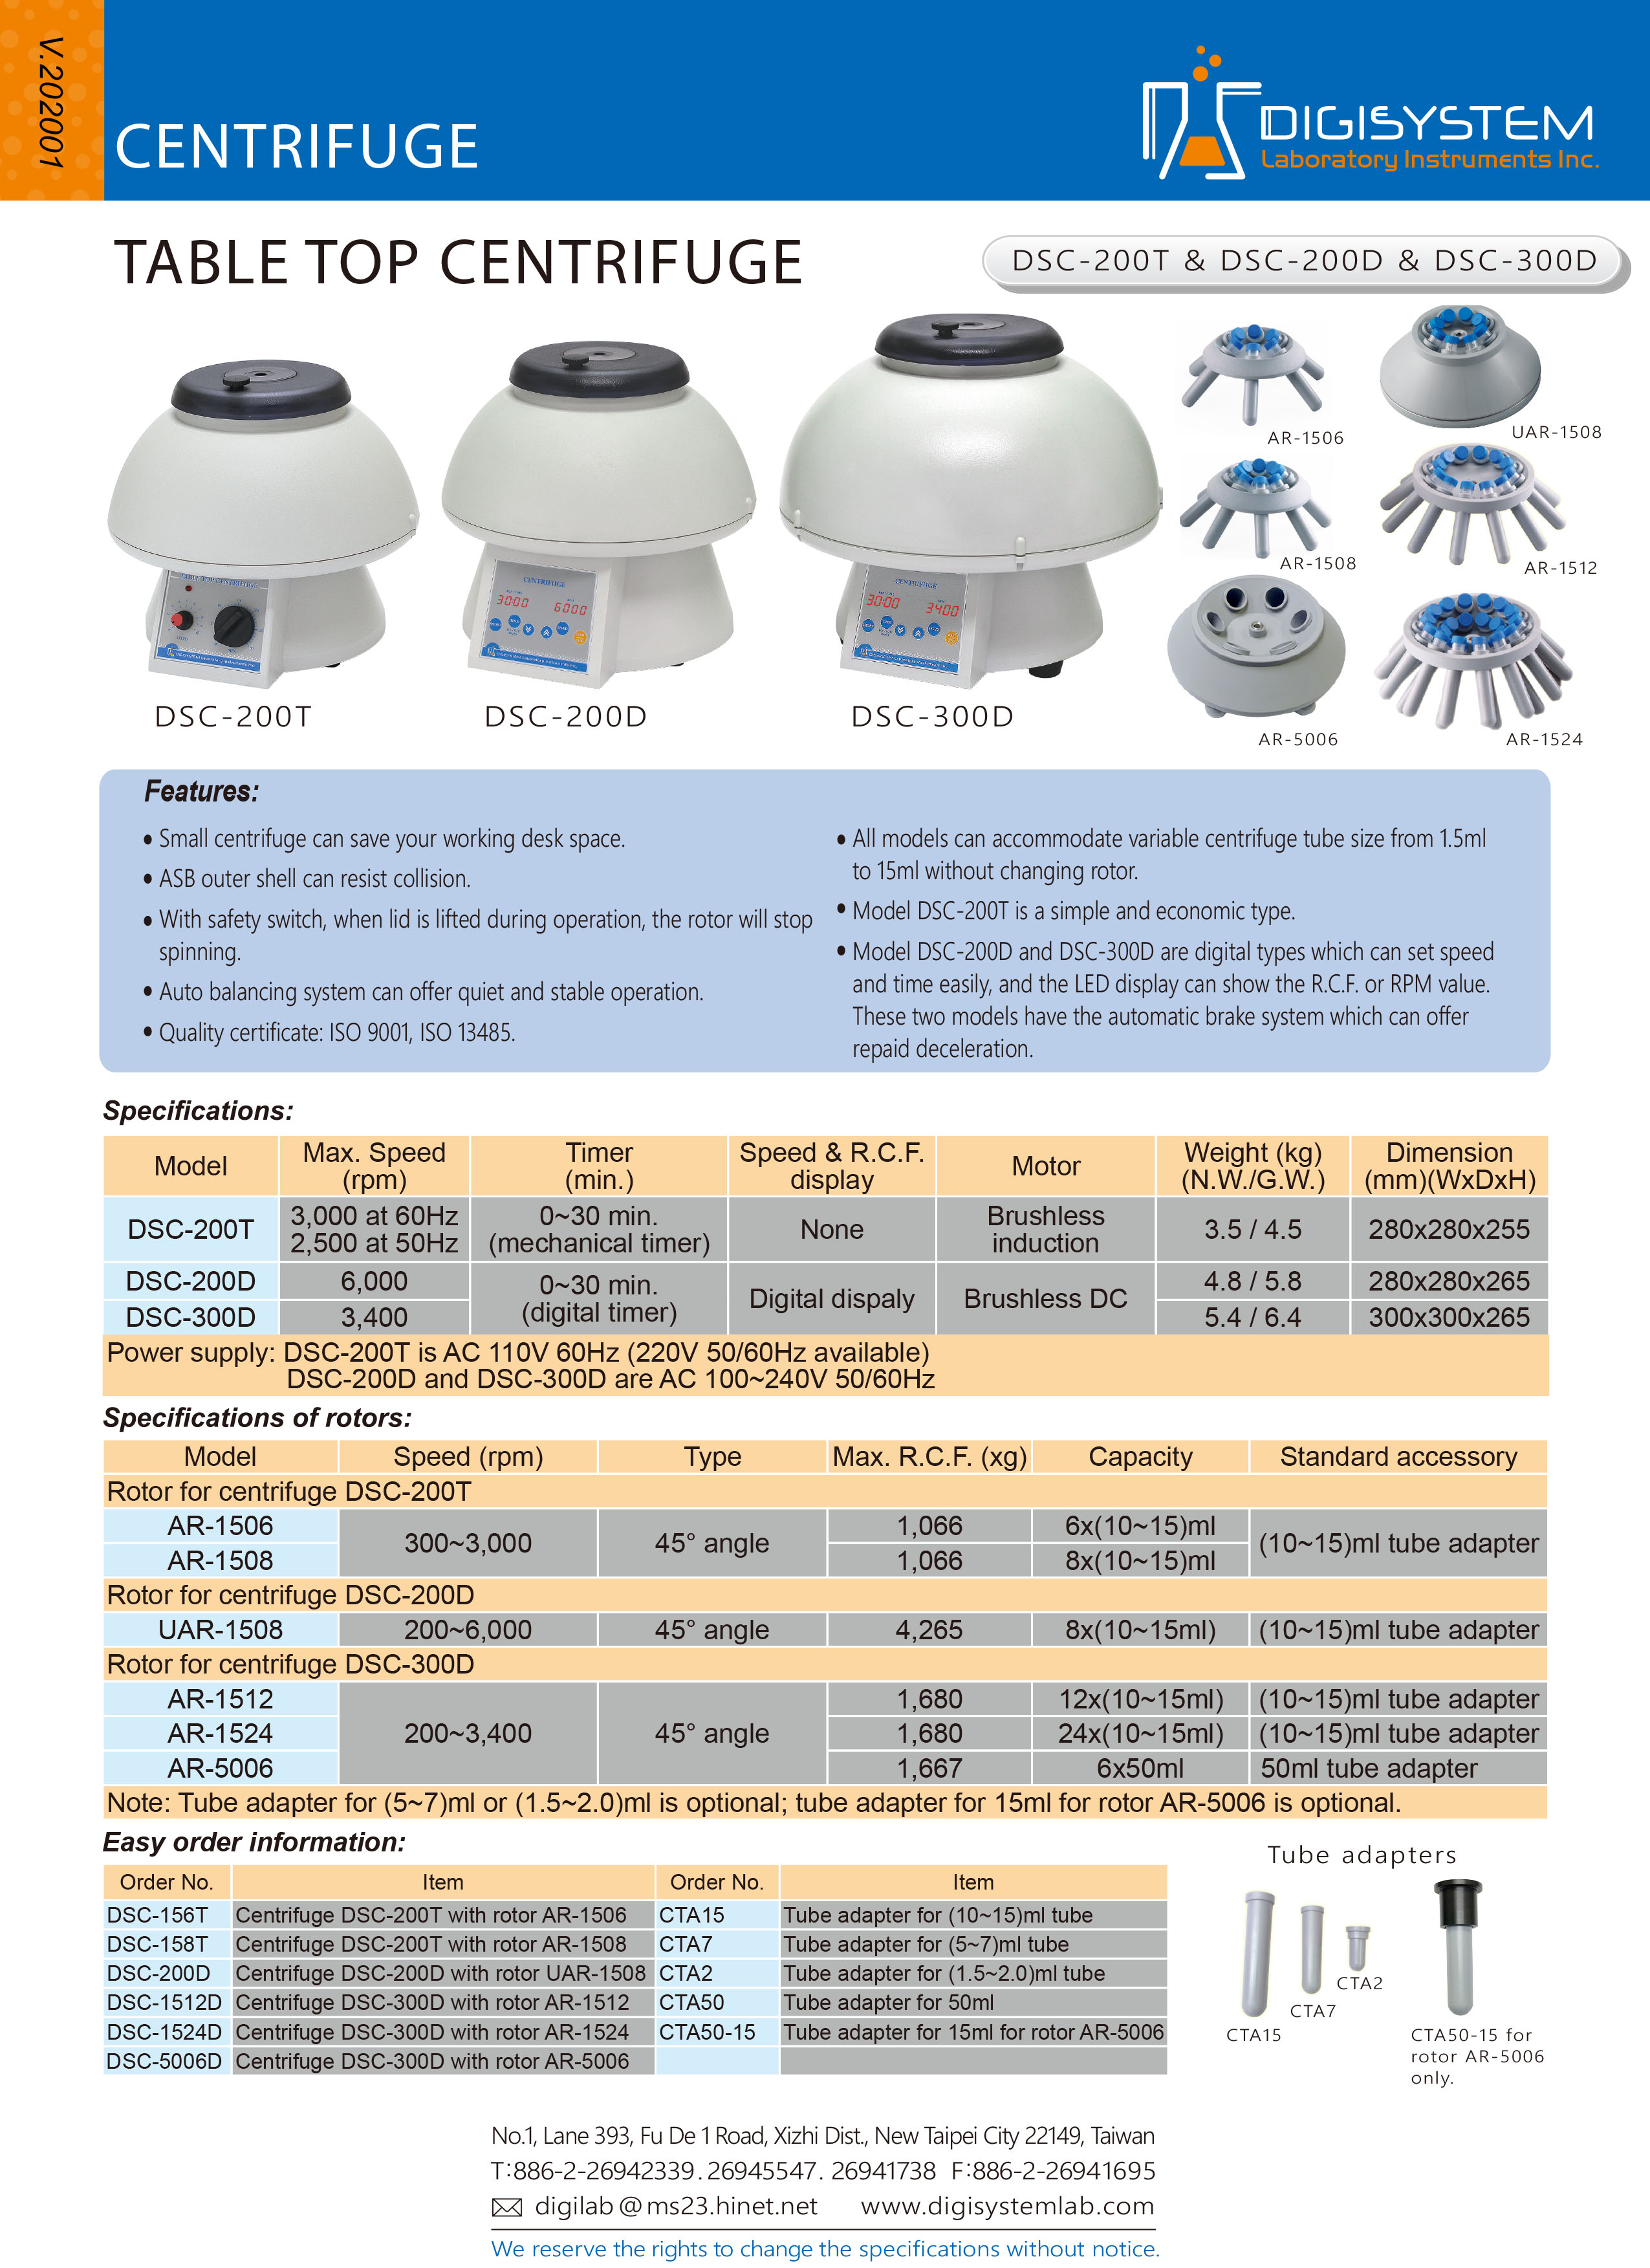 V.202001
CENTRIFUGE
DIGISYSTEM
Laboratory Instruments Inc.
TABLE TOP CENTRIFUGE
DSC-200T & DSC-200D & DSC-300D
AR-1506
UAR-1508
AR-1508
AR-1512
AR-5006
AR-1524
TABLE TOP CENTRIFUGE
CENTRIFUGE
30:00
6000
CENTRIFUGE
30:00
3400
DSC-200T
DSC-200D
DSC-300D
Features:
• Small centrifuge can save your working desk space.
• ASB outer shell can resist collision.
• With safety switch, when lid is lifted during operation, the rotor will stop
spinning.
• Auto balancing system can offer quiet and stable operation.
• Quality certificate: ISO 9001, ISO 13485.
• All models can accommodate variable centrifuge tube size from 1.5ml
to 15ml without changing rotor.
• Model DSC-200T is a simple and economic type.
• Model DSC-200D and DSC-300D are digital types which can set speed
and time easily, and the LED display can show the R.C.F. or RPM value.
These two models have the automatic brake system which can offer
repaid deceleration.
Specifications:
Model Max. Speed (rpm) Timer (min.) Speed & R.C.F. display Motor Weight (kg) (N.W./G.W.) Dimension (mm)(WxDxH)
DSC-200T 3,000 at 60Hz 2,500 at 50Hz 0~30 min. (mechanical timer) None Brushless induction 3.5 / 4.5 280x280x255
DSC-200D 6,000 0~30 min. (digital timer) Digital dispaly Brushless DC 4.8 / 5.8 280x280x265
DSC-300D 3,400 5.4 / 6.4 300x300x265
Power supply: DSC-200T is AC 110V 60Hz (220V 50/60Hz available)
DSC-200D and DSC-300D are AC 100~240V 50/60Hz
Specifications of rotors:
Model Speed (rpm) Type Max. R.C.F. (xg) Capacity Standard accessory
Rotor for centrifuge DSC-200T
AR-1506 300~3,000 45° angle 1,066 6x(10~15)ml (10~15)ml tube adapter
AR-1508 1,066 8x(10~15)ml
Rotor for centrifuge DSC-200D
UAR-1508 200~6,000 45° angle 4,265 8x(10~15ml) (10~15)ml tube adapter
Rotor for centrifuge DSC-300D
AR-1512 1,680 12x(10~15ml) (10~15)ml tube adapter
AR-1524 200~3,400 45° angle 1,680 24x(10~15ml) (10~15)ml tube adapter
AR-5006 1,667 6x50ml 50ml tube adapter
Note: Tube adapter for (5~7)ml or (1.5~2.0)ml is optional; tube adapter for 15ml for rotor AR-5006 is optional.
Easy order information:
Order No. Item Order No. Item
DSC-156T Centrifuge DSC-200T with rotor AR-1506 CTA15 Tube adapter for (10~15)ml tube
DSC-158T Centrifuge DSC-200T with rotor AR-1508 CTA7 Tube adapter for (5~7)ml tube
DSC-200D Centrifuge DSC-200D with rotor UAR-1508 CTA2 Tube adapter for (1.5~2.0)ml tube
DSC-1512D Centrifuge DSC-300D with rotor AR-1512 CTA50 Tube adapter for 50ml
DSC-1524D Centrifuge DSC-300D with rotor AR-1524 CTA50-15 Tube adapter for 15ml for rotor AR-5006
DSC-5006D Centrifuge DSC-300D with rotor AR-5006
Tube adapters
CTA2
CTA7
CTA15
CTA50-15 for
rotor AR-5006
only.
No.1, Lane 393, Fu De 1 Road, Xizhi Dist., New Taipei City 22149, Taiwan
T:886-2-26942339 . 26945547 . 26941738 F:886-2-26941695
digilab@ms23.hinet.net www.digisystemlab.com
We reserve the rights to change the specifications without notice.